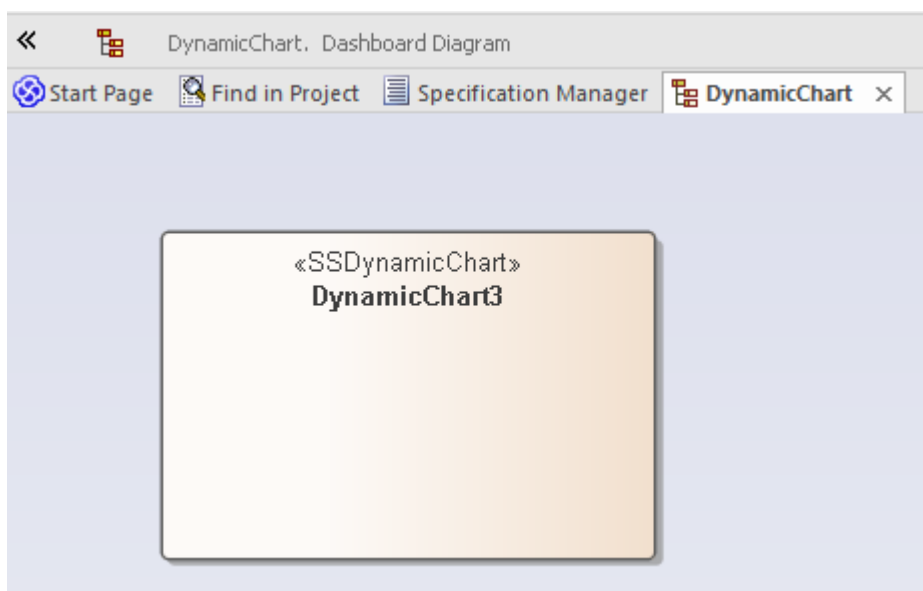 « DynamicChart. Dashboard Diagram
Start Page Find in Project Specification Manager DynamicChart ×
«SSDynamicChart»
DynamicChart3